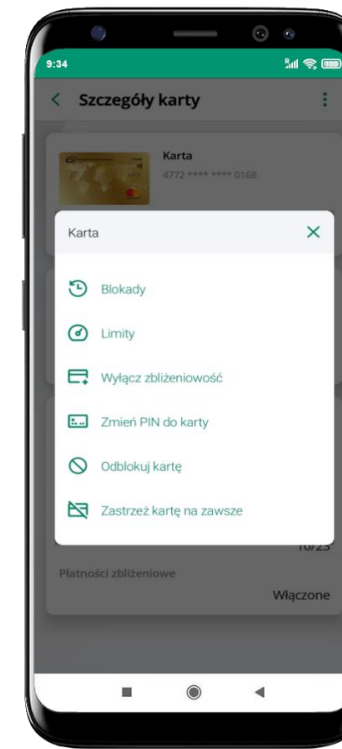 9:34
Szczegóły karty
Karta
4772 **** **** 0168
Karta
Blokady
Limity
Wyłącz zbliżeniowość
Zmień PIN do karty
Odblokuj kartę
Zastrzeż kartę na zawsze
10/25
Płatności zbliżeniowe
Włączone